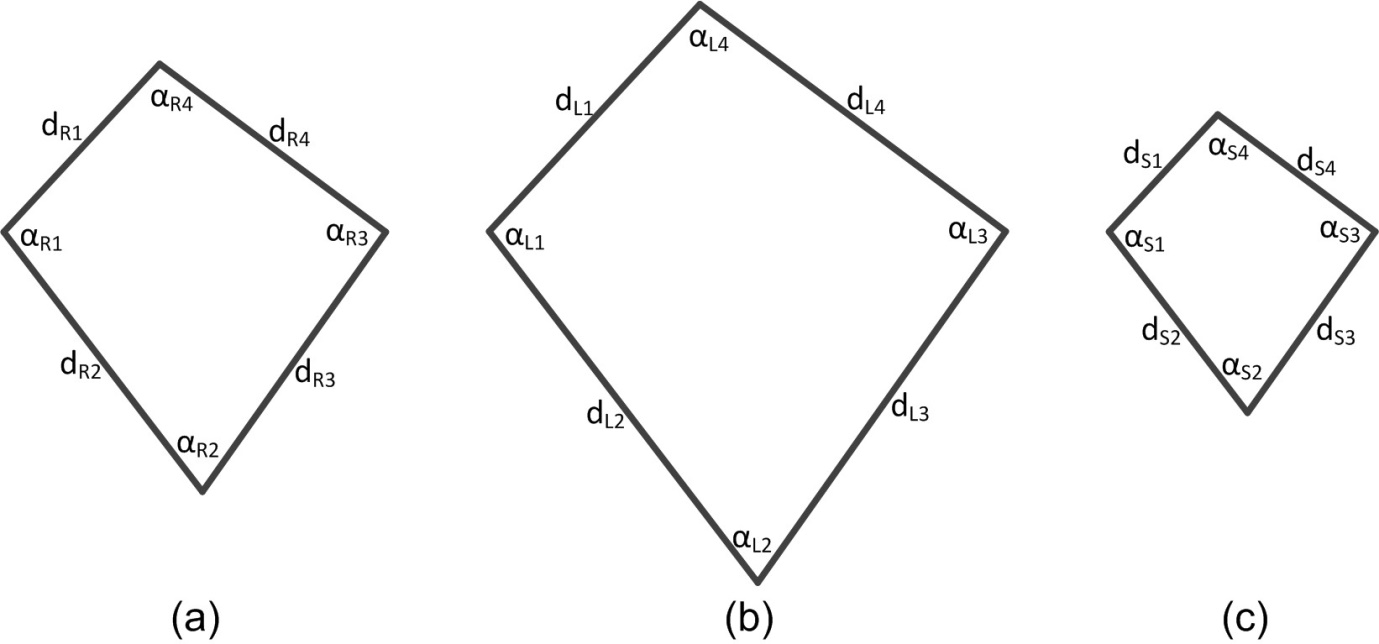 dR1
αR4
dR4
αR1
αR3
dR2
dR3
αR2
(a)
αL4
dL1
dL4
αL1
αL3
dL2
dL3
αL2
(b)
dS1
αS4
dS4
αS1
αS3
dS2
dS3
αS2
(c)